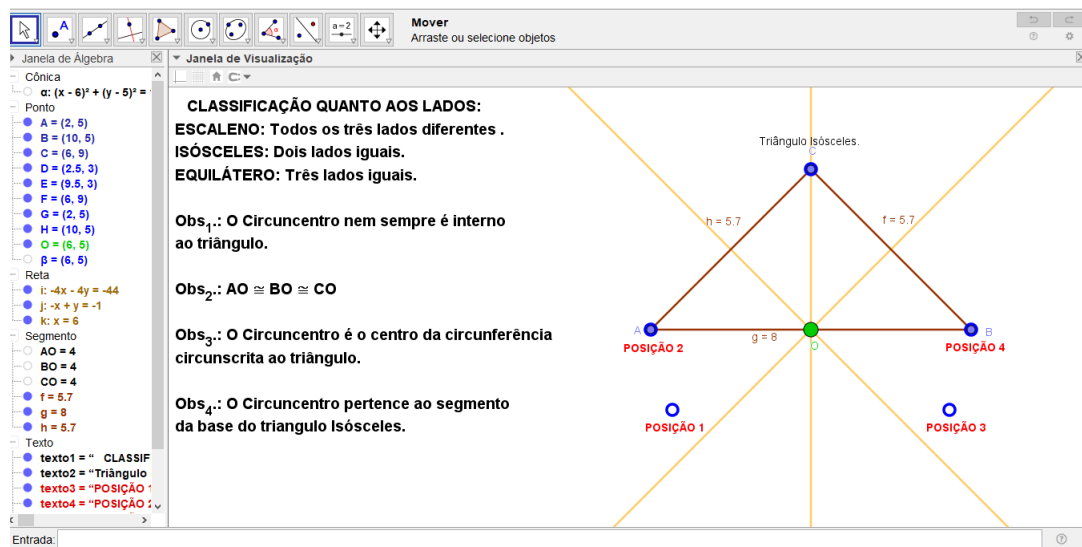 a=2
Mover
Arraste ou selecione objetos
Janela de Álgebra
Janela de Visualização
Cônica
α: (x - 6)² + (y - 5)² =
Ponto
A = (2, 5)
B = (10, 5)
C = (6, 9)
D = (2.5, 3)
E = (9.5, 3)
F = (6, 9)
G = (2, 5)
H = (10, 5)
O = (6, 5)
β = (6, 5)
Reta
i: -4x - 4y = -44
j: -x + y = -1
k: x = 6
Segmento
AO = 4
BO = 4
CO = 4
f = 5.7
g = 8
h = 5.7
Texto
texto1 = “ CLASSIF
texto2 = “Triângulo
texto3 = “POSIÇÃO 1
texto4 = “POSIÇÃO 2
CLASSIFICAÇÃO QUANTO AOS LADOS:
ESCALENO: Todos os três lados diferentes .
ISÓSCELES: Dois lados iguais.
EQUILÁTERO: Três lados iguais.
Obs₁.: O Circuncentro nem sempre é interno
ao triângulo.
Obs₂.: AO ≅ BO ≅ CO
Obs₃.: O Circuncentro é o centro da circunferência
circunscrita ao triângulo.
Obs₄.: O Circuncentro pertence ao segmento
da base do triangulo Isósceles.
Triângulo Isósceles.
C
h = 5.7
f = 5.7
A
B
POSIÇÃO 2
g = 8
O
POSIÇÃO 4
POSIÇÃO 1
POSIÇÃO 3
Entrada: